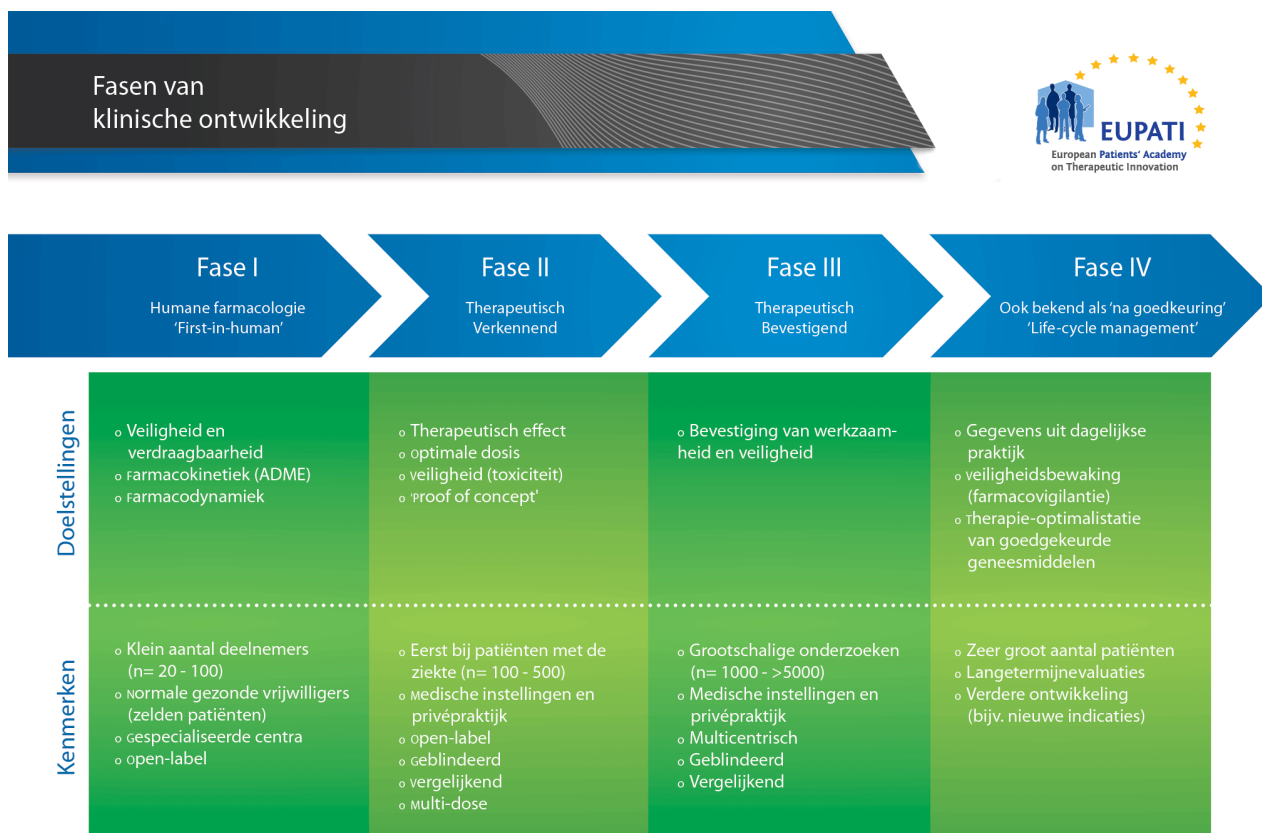 Fasen van
klinische ontwikkeling
EUPATI
European Patients' Academy
on Therapeutic Innovation
Fase I
Humane farmacologie
'First-in-human'
Fase II
Therapeutisch
Verkennend
Fase III
Therapeutisch
Bevestigend
Fase IV
Ook bekend als 'na goedkeuring'
'Life-cycle management'
Doelstellingen
o Veiligheid en
verdraagbaarheid
o Farmacokinetiek (ADME)
o Farmacodynamiek
o Therapeutisch effect
o Optimale dosis
o veiligheid (toxiciteit)
o 'Proof of concept'
o Bevestiging van werkzaam-
heid en veiligheid
o Gegevens uit dagelijkse
praktijk
o veiligheidsbewaking
(farmacovigilantie)
o Therapie-optimalistatie
van goedgekeurde
geneesmiddelen
Kenmerken
o Klein aantal deelnemers
(n= 20 - 100)
o Normale gezonde vrijwilligers
(zelden patiënten)
o Gespecialiseerde centra
o Open-label
o Eerst bij patiënten met de
ziekte (n= 100 - 500)
o Medische instellingen en
privépraktijk
o Open-label
o Geblindeerd
o vergelijkend
o Multi-dose
o Grootschalige onderzoeken
(n= 1000 - >5000)
o Medische instellingen en
privépraktijk
o Multicentrisch
o Geblindeerd
o Vergelijkend
o Zeer groot aantal patiënten
o Langetermijnevaluaties
o Verdere ontwikkeling
(bijv. nieuwe indicaties)